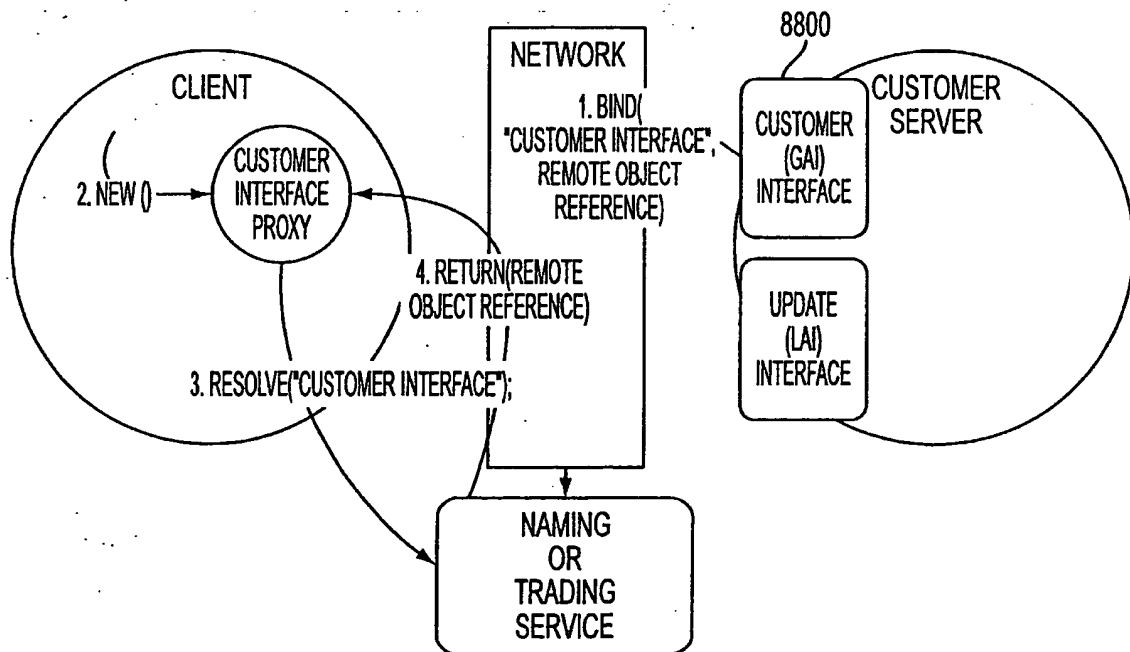 8800
NETWORK
CLIENT
1. BIND(
"CUSTOMER INTERFACE",
REMOTE OBJECT
REFERENCE)
CUSTOMER
(GAI)
INTERFACE
CUSTOMER
SERVER
2. NEW ()
CUSTOMER
INTERFACE
PROXY
4. RETURN(REMOTE
OBJECT REFERENCE)
UPDATE
(LAI)
INTERFACE
3. RESOLVE("CUSTOMER INTERFACE");
NAMING
OR
TRADING
SERVICE